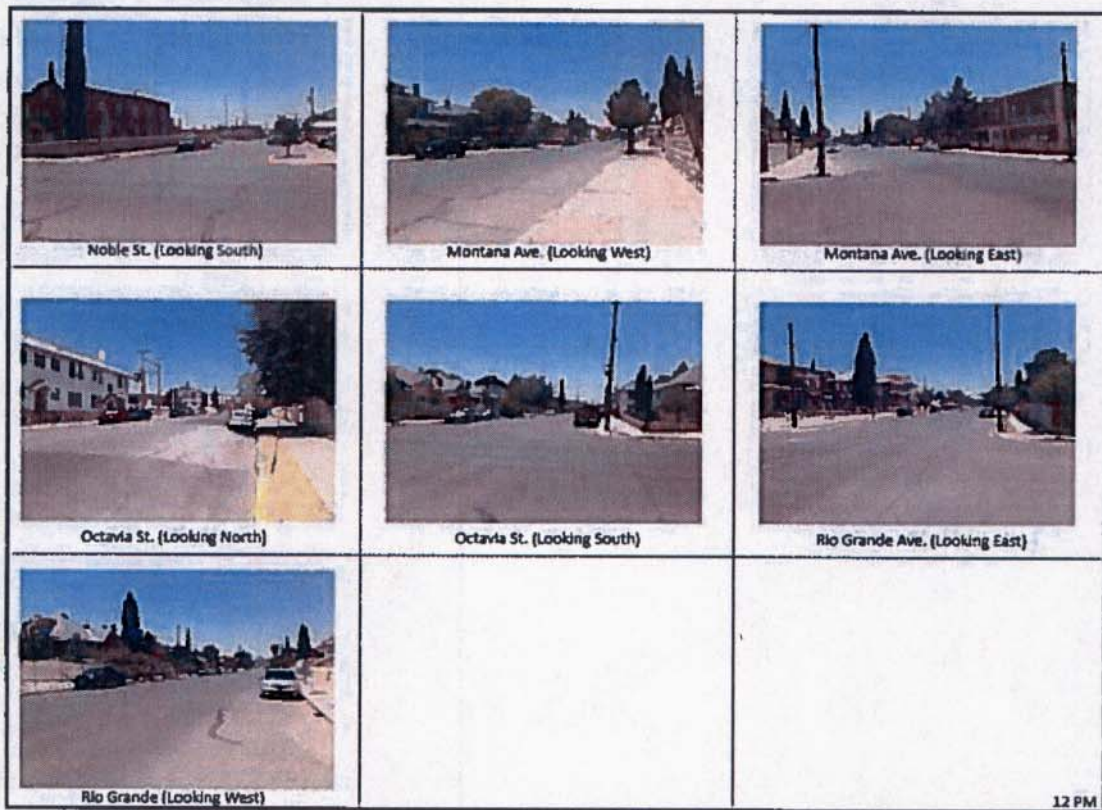 Noble St. (Looking South)
Montana Ave. (Looking West)
Montana Ave. (Looking East)
Octavia St. (Looking North)
Octavia St. (Looking South)
Rio Grande Ave. (Looking East)
Rio Grande (Looking West)
12 PM